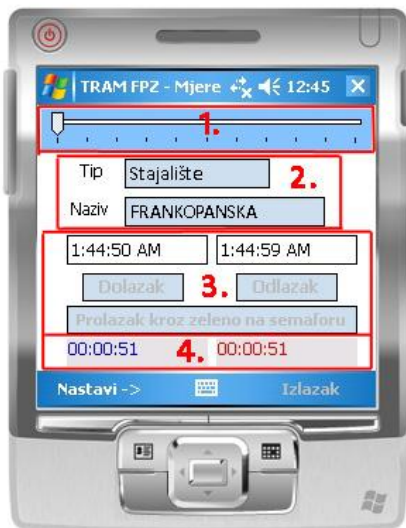 TRAM FPZ - Mjere 12:45
1.
Tip Stajalište 2.
Naziv FRANKOPANSKA
1:44:50 AM 1:44:59 AM
Dolazak 3. Odlazak
Prolazak kroz zeleno na semaforu
00:00:51 4. 00:00:51
Nastavi -> Izlazak